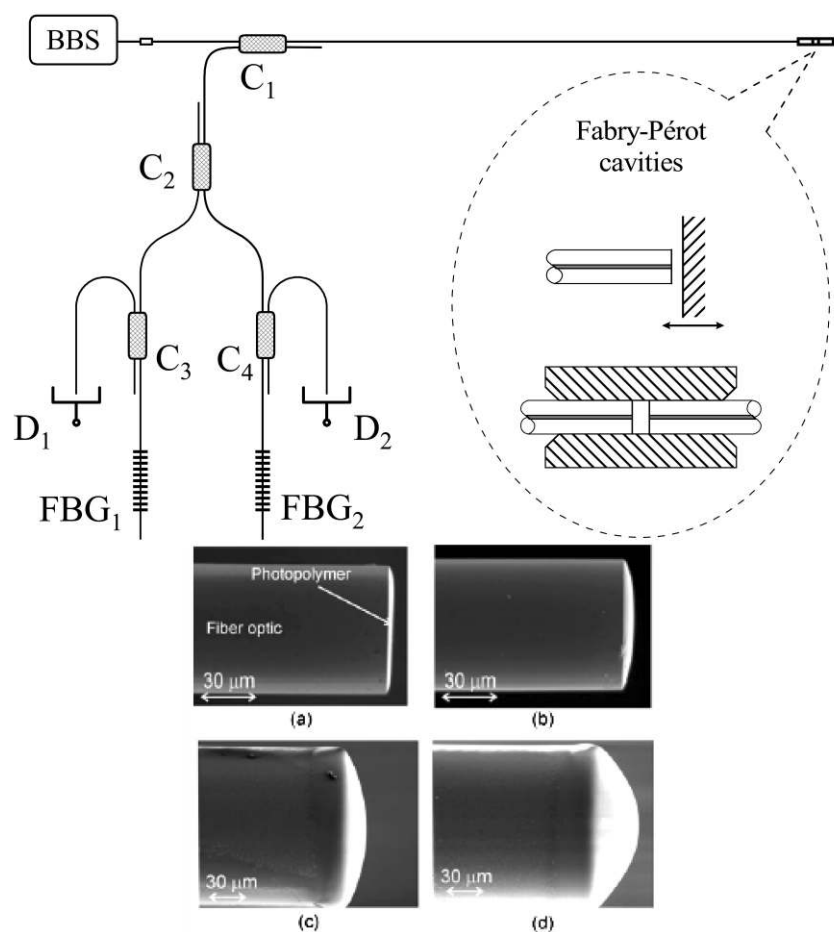 BBS
C1
Fabry-Pérot
cavities
C2
C3
C4
D1
D2
FBG1
FBG2
Photopolymer
Fiber optic
30 μm
(a)
30 μm
(b)
30 μm
(c)
30 μm
(d)